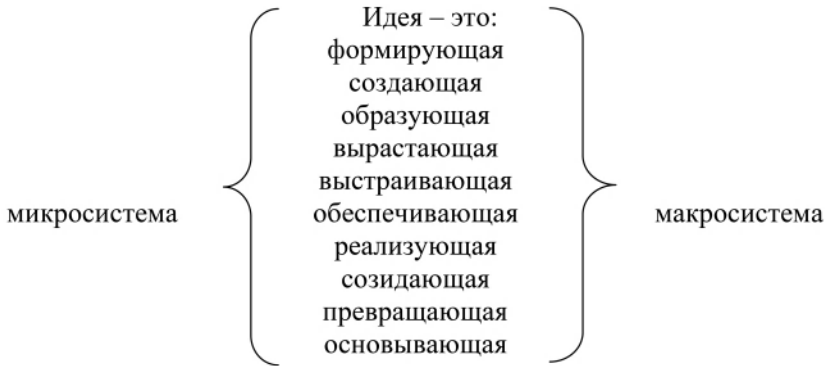 Идея – это:
формирующая
создающая
образующая
вырастающая
выстраивающая
микросистема обеспечивающая макросистема
реализующая
созидающая
превращающая
основывающая